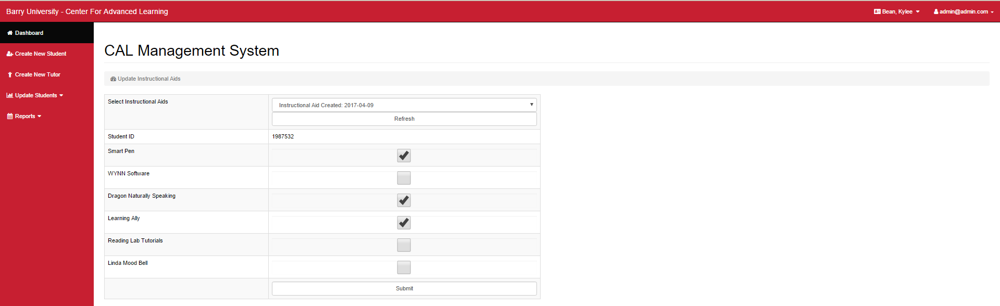 Barry University - Center For Advanced Learning
Bean, Kylee
admin@admin.com
Dashboard
Create New Student
Create New Tutor
Update Students
Reports
CAL Management System
Update Instructional Aids
Select Instructional Aids
Instructional Aid Created: 2017-04-09
Refresh
Student ID
1987532
Smart Pen
WYNN Software
Dragon Naturally Speaking
Learning Ally
Reading Lab Tutorials
Linda Mood Bell
Submit